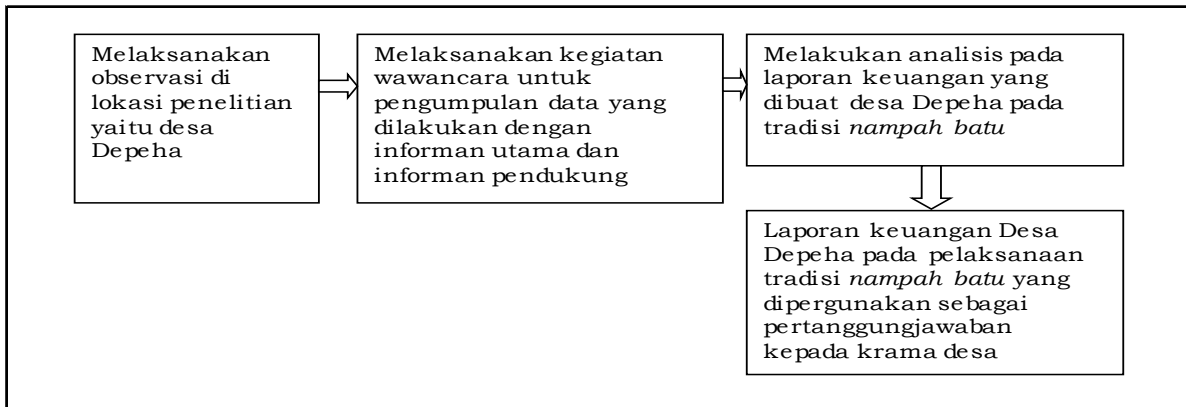 Melaksanakan
observasi di
lokasi penelitian
yaitu desa
Depeha
Melaksanakan kegiatan
wawancara untuk
pengumpulan data yang
dilakukan dengan
informan utama dan
informan pendukung
Melakukan analisis pada
laporan keuangan yang
dibuat desa Depeha pada
tradisi nampah batu
Laporan keuangan Desa
Depeha pada pelaksanaan
tradisi nampah batu yang
dipergunakan sebagai
pertanggungjawaban
kepada krama desa